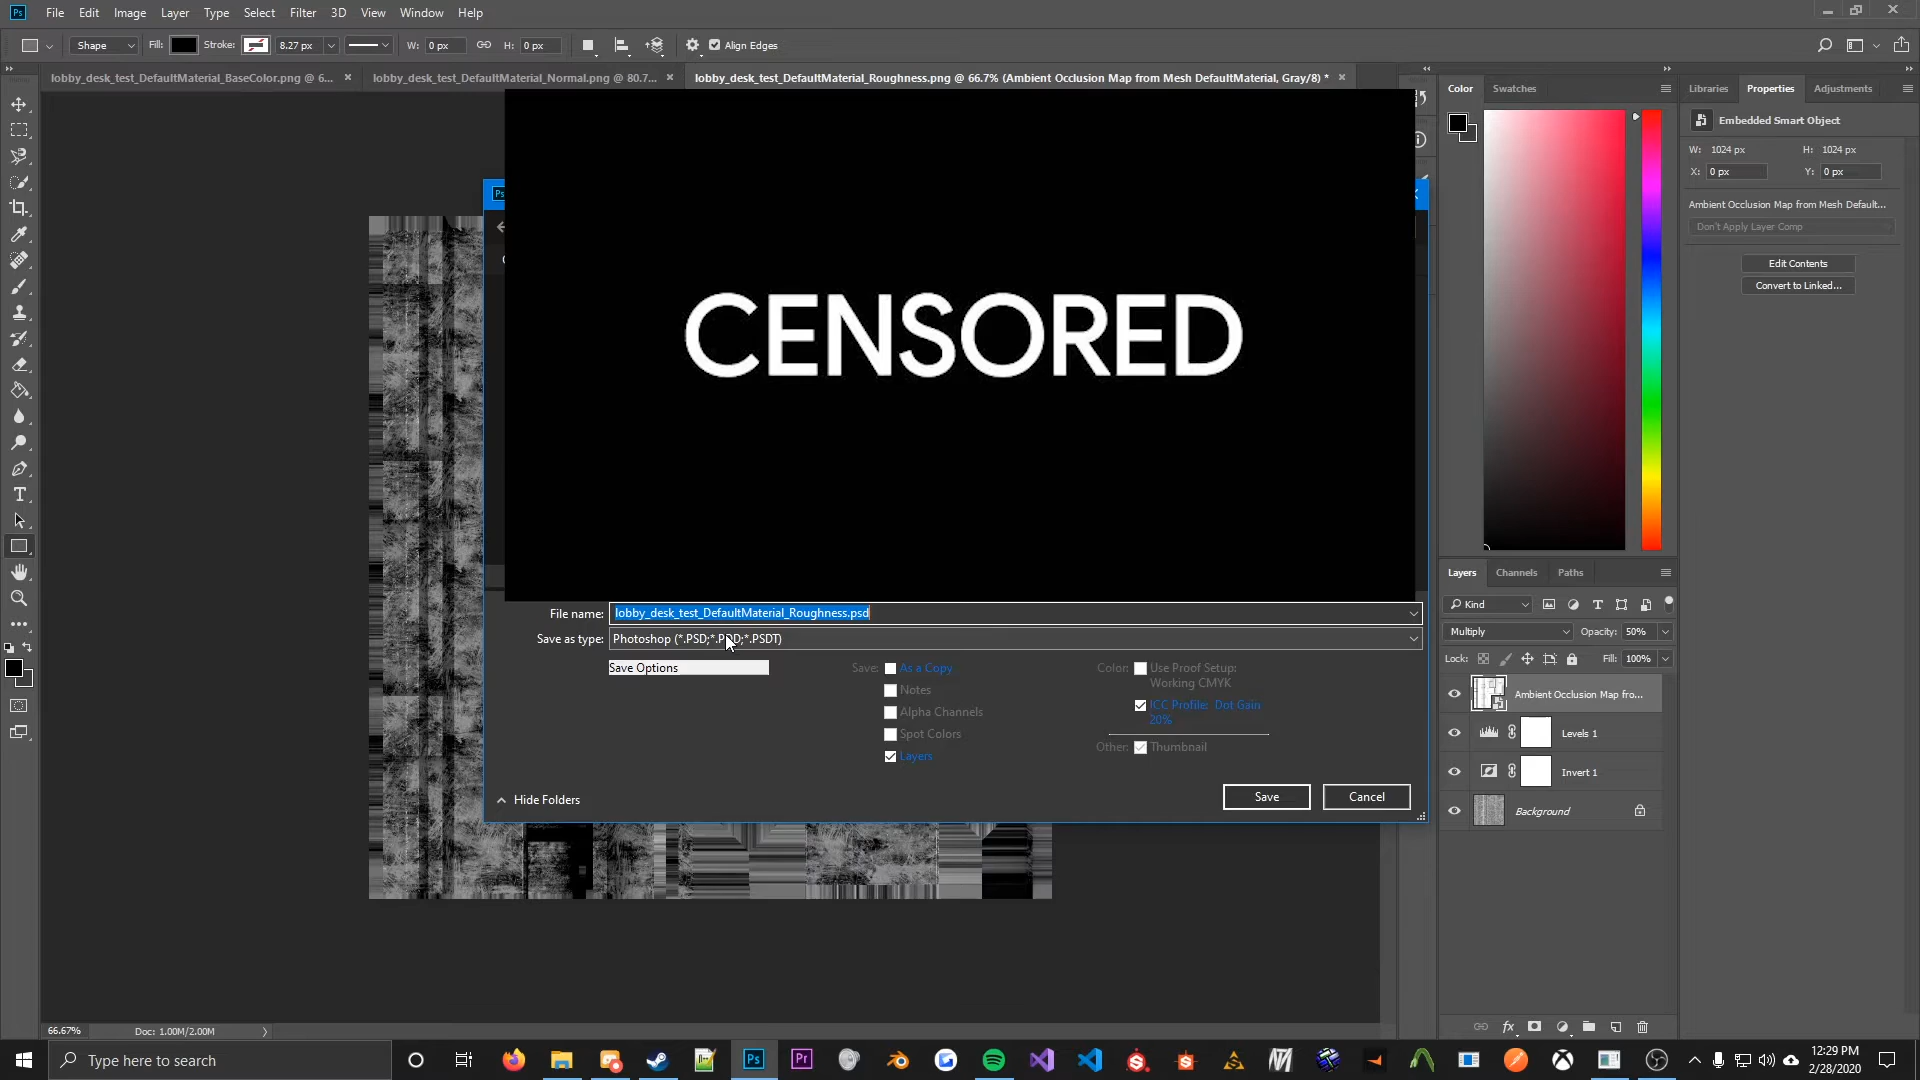 Ps File Edit Image Layer Type Select Filter 3D View Window Help
Shape Fill: Stroke: 8.27 px W: 0 px H: 0 px Align Edges
lobby_desk_test_DefaultMaterial_BaseColor.png @ 6... × lobby_desk_test_DefaultMaterial_Normal.png @ 80.7... × lobby_desk_test_DefaultMaterial_Roughness.png @ 66.7% (Ambient Occlusion Map from Mesh DefaultMaterial, Gray/8) * ×
CENSORED
File name: lobby_desk_test_DefaultMaterial_Roughness.psd
Save as type: Photoshop (*.PSD;*.PDD;*.PSDT)
Save Options
Save: As a Copy
Notes
Alpha Channels
Spot Colors
Layers
Color: Use Proof Setup:
Working CMYK
ICC Profile: Dot Gain
20%
Other: Thumbnail
Hide Folders
Save Cancel
Color Swatches
Libraries Properties Adjustments
Embedded Smart Object
W: 1024 px H: 1024 px
X: 0 px Y: 0 px
Ambient Occlusion Map from Mesh Default...
Don't Apply Layer Comp
Edit Contents
Convert to Linked...
Layers Channels Paths
Kind
Multiply Opacity: 50%
Lock: Fill: 100%
Ambient Occlusion Map fro...
Levels 1
Invert 1
Background
fx
66.67% Doc: 1.00M/2.00M
Type here to search
Ps Pr
12:29 PM
2/28/2020